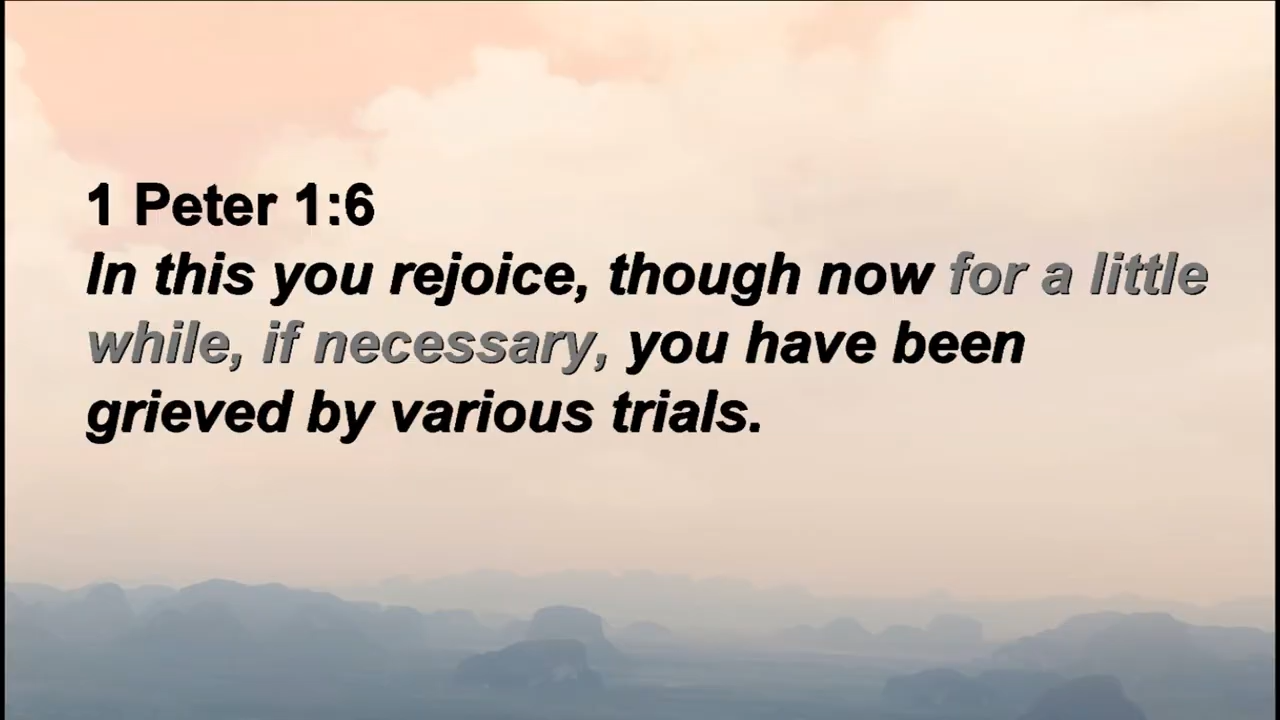 1 Peter 1:6
In this you rejoice, though now for a little
while, if necessary, you have been
grieved by various trials.